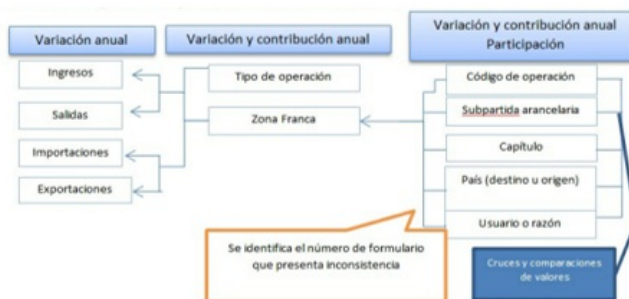 Variación anual
Ingresos
Salidas
Importaciones
Exportaciones
Variación y contribución anual
Tipo de operación
Zona Franca
Variación y contribución anual
Participación
Código de operación
Subpartida arancelaria
Capítulo
País (destino u origen)
Usuario o razón
Se identifica el número de formulario
que presenta inconsistencia
Cruces y comparaciones
de valores